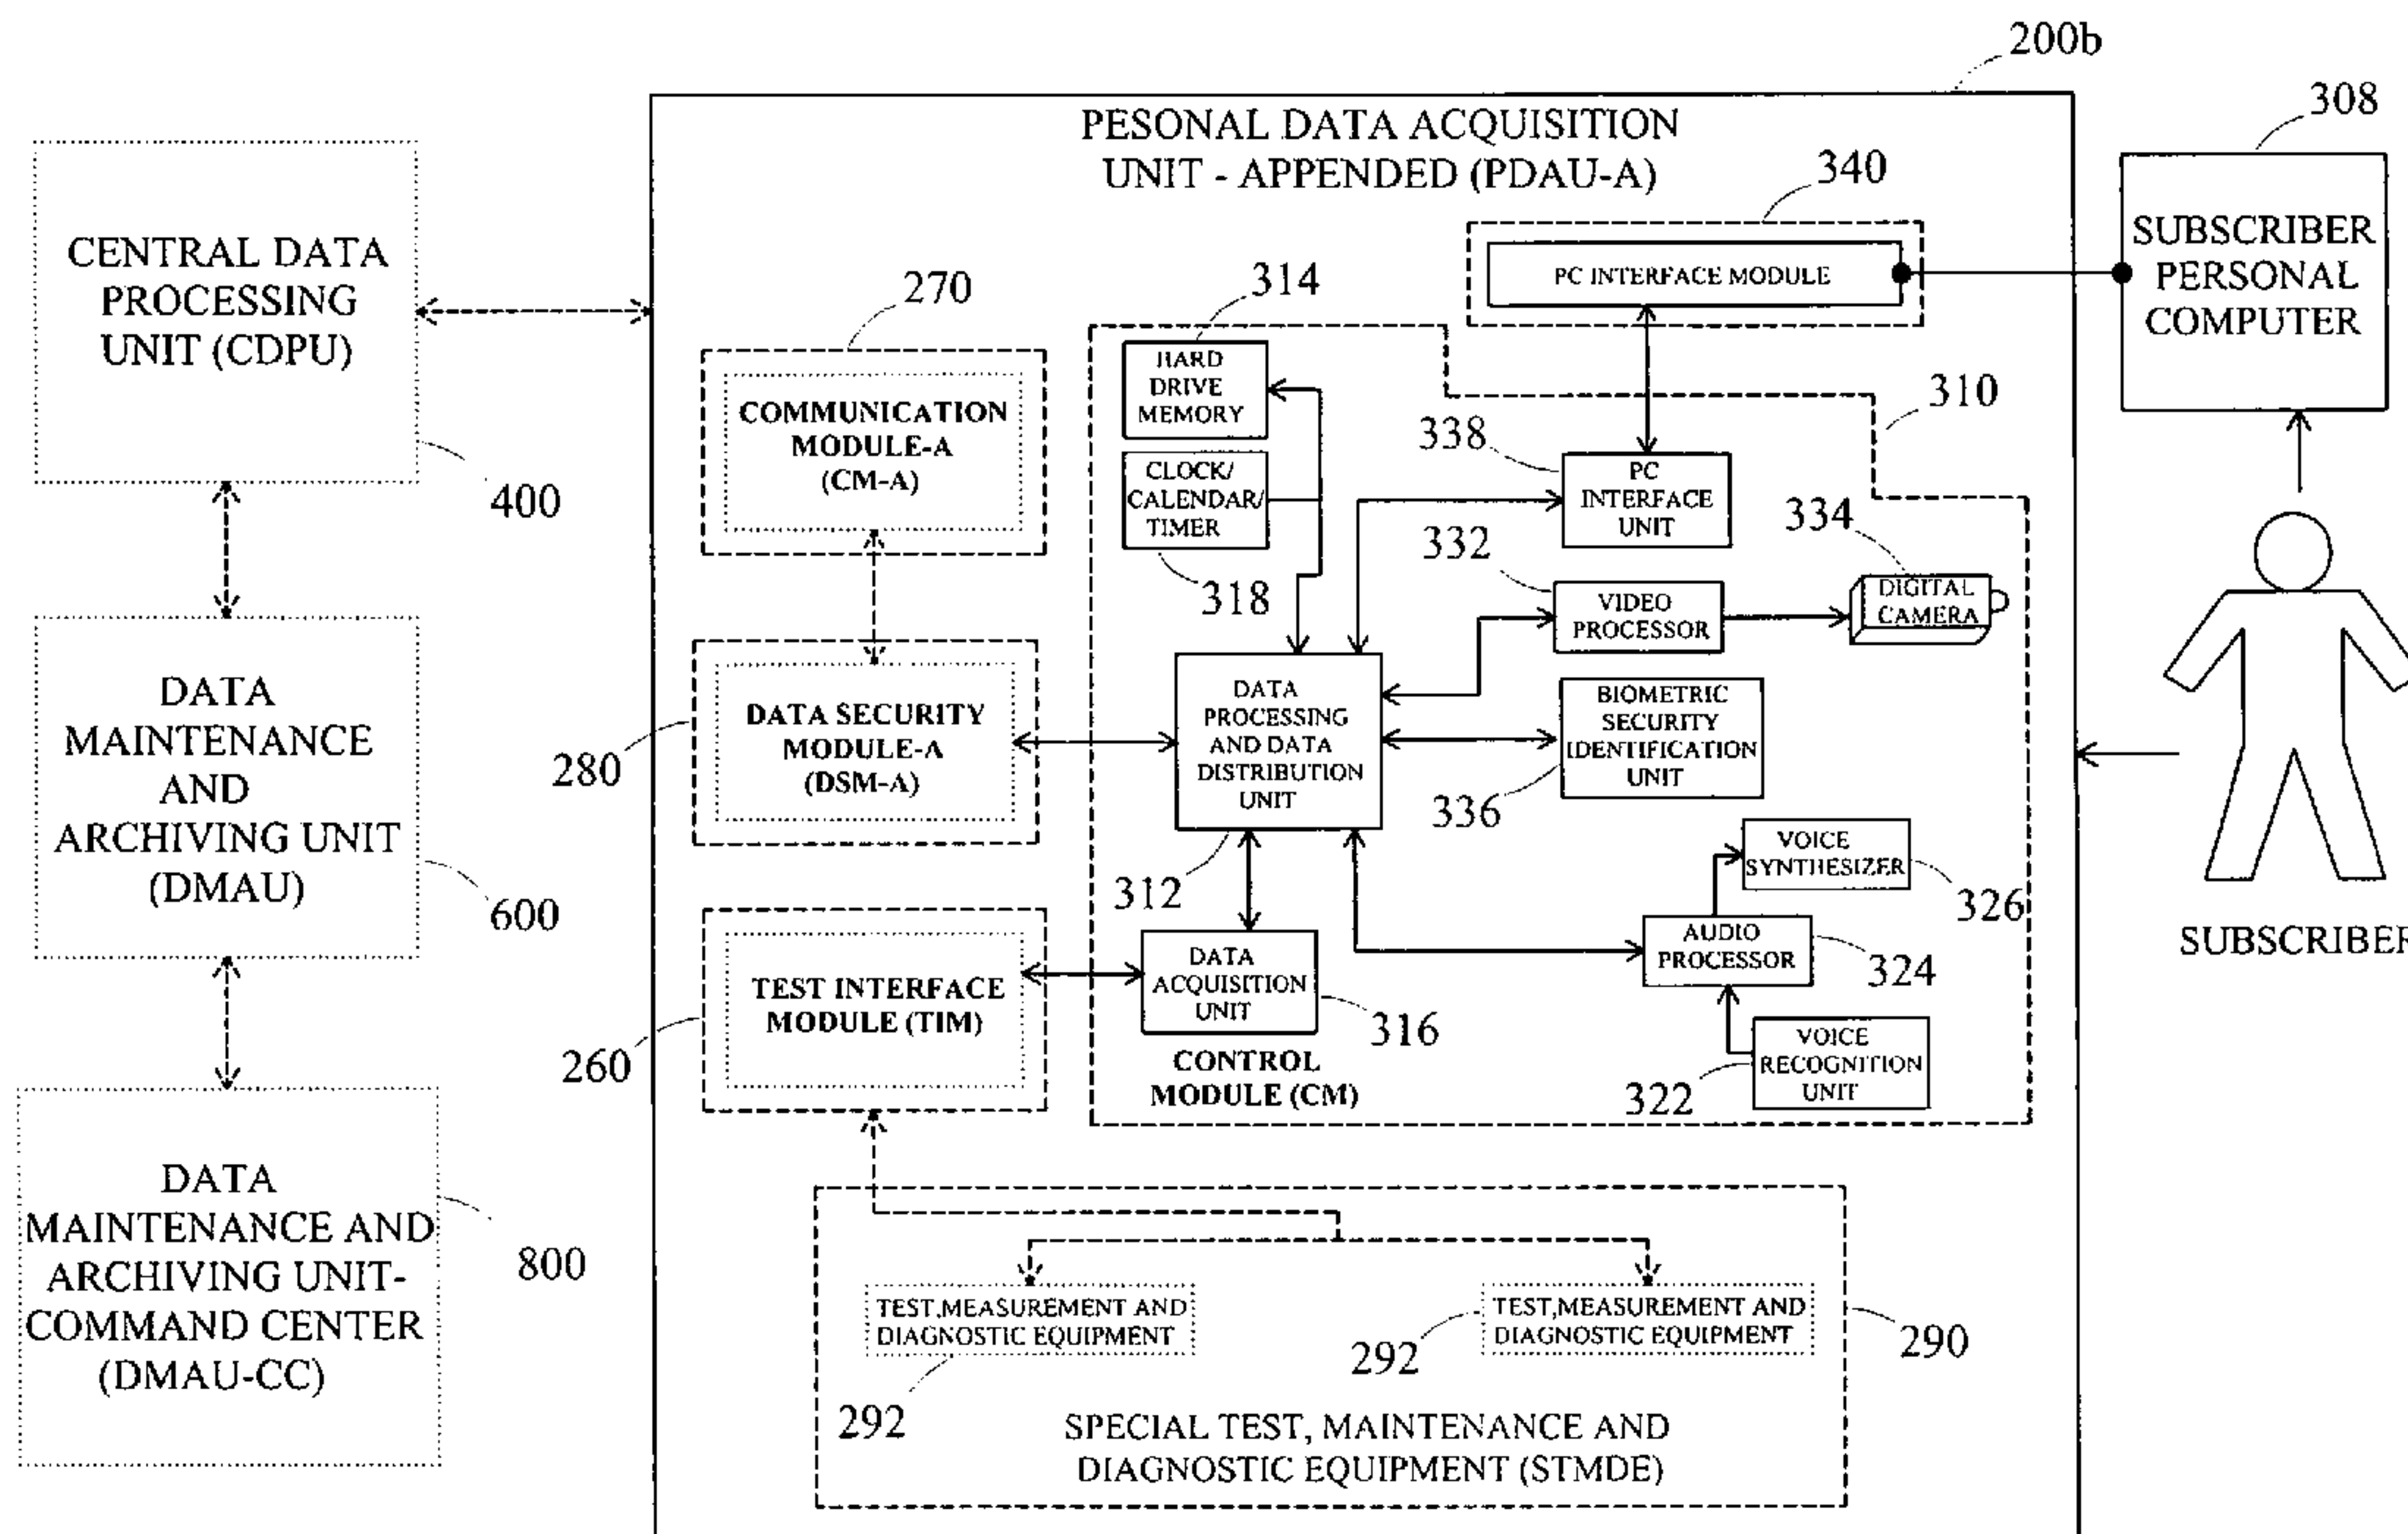 200b
PESONAL DATA ACQUISITION
UNIT - APPENDED (PDAU-A)
308
340
SUBSCRIBER
PERSONAL
COMPUTER
PC INTERFACE MODULE
CENTRAL DATA
PROCESSING
UNIT (CDPU)
400
270
COMMUNICATION
MODULE-A
(CM-A)
314
HARD
DRIVE
MEMORY
CLOCK/
CALENDAR/
TIMER
318
310
338
PC
INTERFACE
UNIT
332
VIDEO
PROCESSOR
334
DIGITAL
CAMERA
DATA
MAINTENANCE
AND
ARCHIVING UNIT
(DMAU)
600
280
DATA SECURITY
MODULE-A
(DSM-A)
DATA
PROCESSING
AND DATA
DISTRIBUTION
UNIT
312
BIOMETRIC
SECURITY
IDENTIFICATION
UNIT
336
VOICE
SYNTHESIZER
326
AUDIO
PROCESSOR
324
SUBSCRIBER
260
TEST INTERFACE
MODULE (TIM)
DATA
ACQUISITION
UNIT
316
CONTROL
MODULE (CM)
VOICE
RECOGNITION
UNIT
322
DATA
MAINTENANCE AND
ARCHIVING UNIT-
COMMAND CENTER
(DMAU-CC)
800
TEST,MEASUREMENT AND
DIAGNOSTIC EQUIPMENT
292
TEST,MEASUREMENT AND
DIAGNOSTIC EQUIPMENT
292
290
SPECIAL TEST, MAINTENANCE AND
DIAGNOSTIC EQUIPMENT (STMDE)